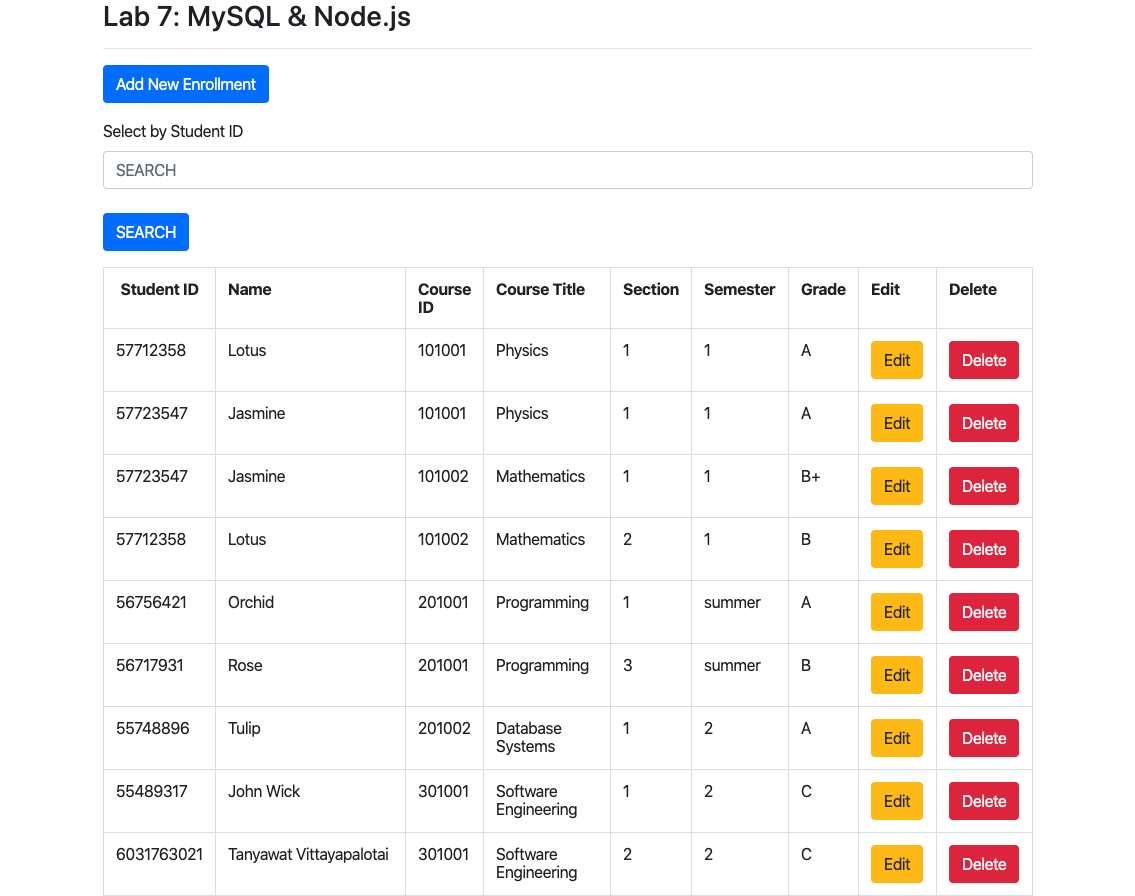 Lab 7: MySQL & Node.js
Add New Enrollment
Select by Student ID
SEARCH
SEARCH
Student ID Name Course ID Course Title Section Semester Grade Edit Delete
57712358 Lotus 101001 Physics 1 1 A Edit Delete
57723547 Jasmine 101001 Physics 1 1 A Edit Delete
57723547 Jasmine 101002 Mathematics 1 1 B+ Edit Delete
57712358 Lotus 101002 Mathematics 2 1 B Edit Delete
56756421 Orchid 201001 Programming 1 summer A Edit Delete
56717931 Rose 201001 Programming 3 summer B Edit Delete
55748896 Tulip 201002 Database Systems 1 2 A Edit Delete
55489317 John Wick 301001 Software Engineering 1 2 C Edit Delete
6031763021 Tanyawat Vittayapalotai 301001 Software Engineering 2 2 C Edit Delete